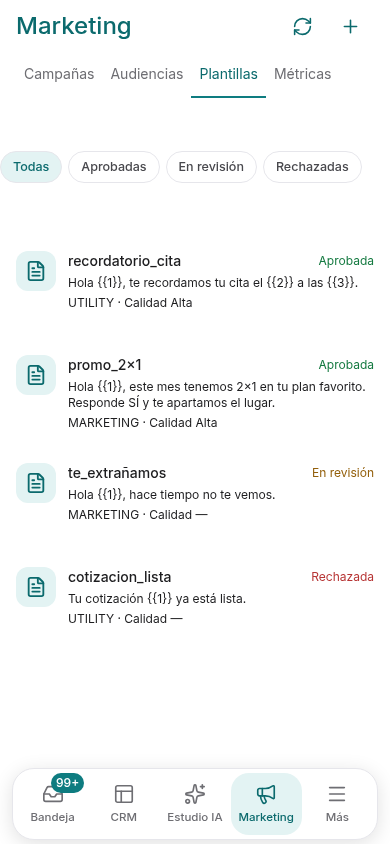 Marketing
Campañas Audiencias Plantillas Métricas
Todas Aprobadas En revisión Rechazadas
recordatorio_cita Aprobada
Hola {{1}}, te recordamos tu cita el {{2}} a las {{3}}.
UTILITY · Calidad Alta
promo_2×1 Aprobada
Hola {{1}}, este mes tenemos 2×1 en tu plan favorito.
Responde SÍ y te apartamos el lugar.
MARKETING · Calidad Alta
te_extrañamos En revisión
Hola {{1}}, hace tiempo no te vemos.
MARKETING · Calidad —
cotizacion_lista Rechazada
Tu cotización {{1}} ya está lista.
UTILITY · Calidad —
99+
Bandeja CRM Estudio IA Marketing Más